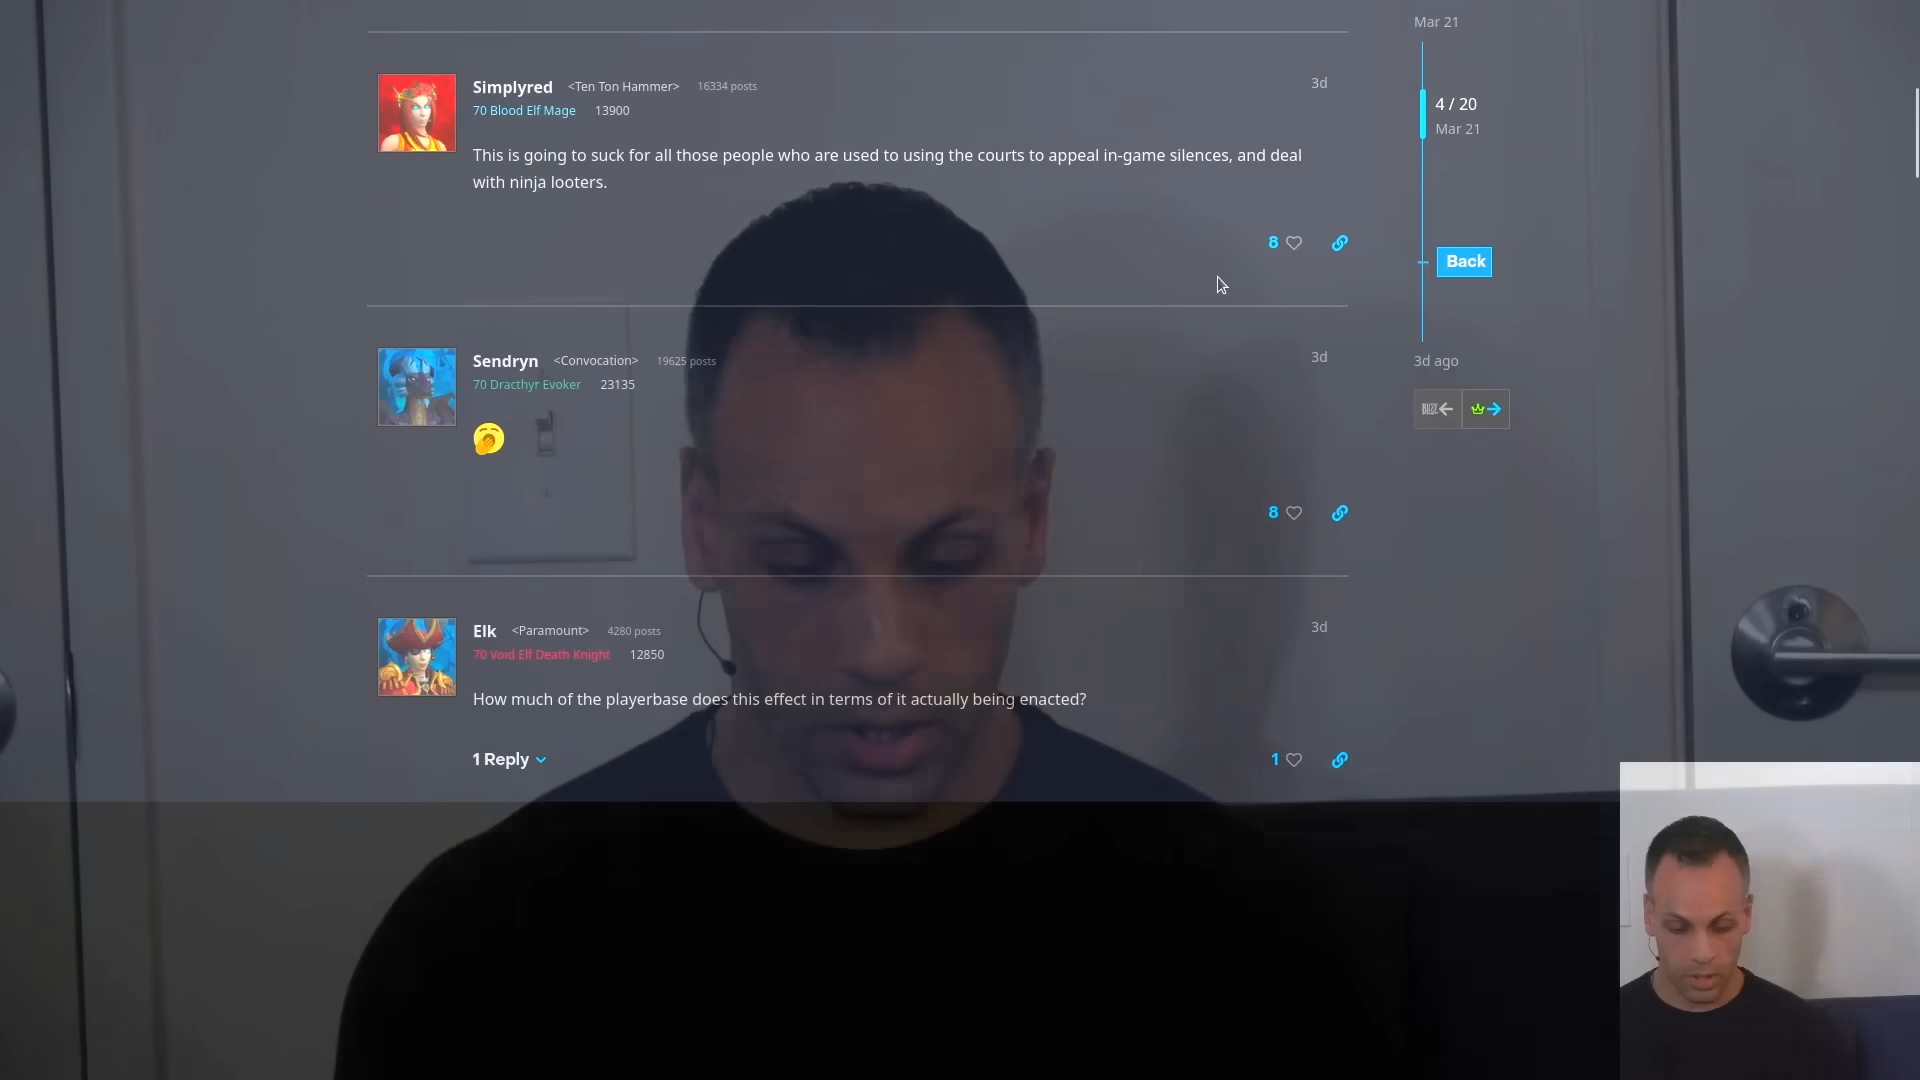 Mar 21
Simplyred <Ten Ton Hammer> 16334 posts 3d
70 Blood Elf Mage 13900
4 / 20
Mar 21
This is going to suck for all those people who are used to using the courts to appeal in-game silences, and deal
with ninja looters.
8
Back
Sendryn <Convocation> 19625 posts 3d
70 Dracthyr Evoker 23135
3d ago
BLIZZ
8
Elk <Paramount> 4280 posts 3d
70 Void Elf Death Knight 12850
How much of the playerbase does this effect in terms of it actually being enacted?
1 Reply 1